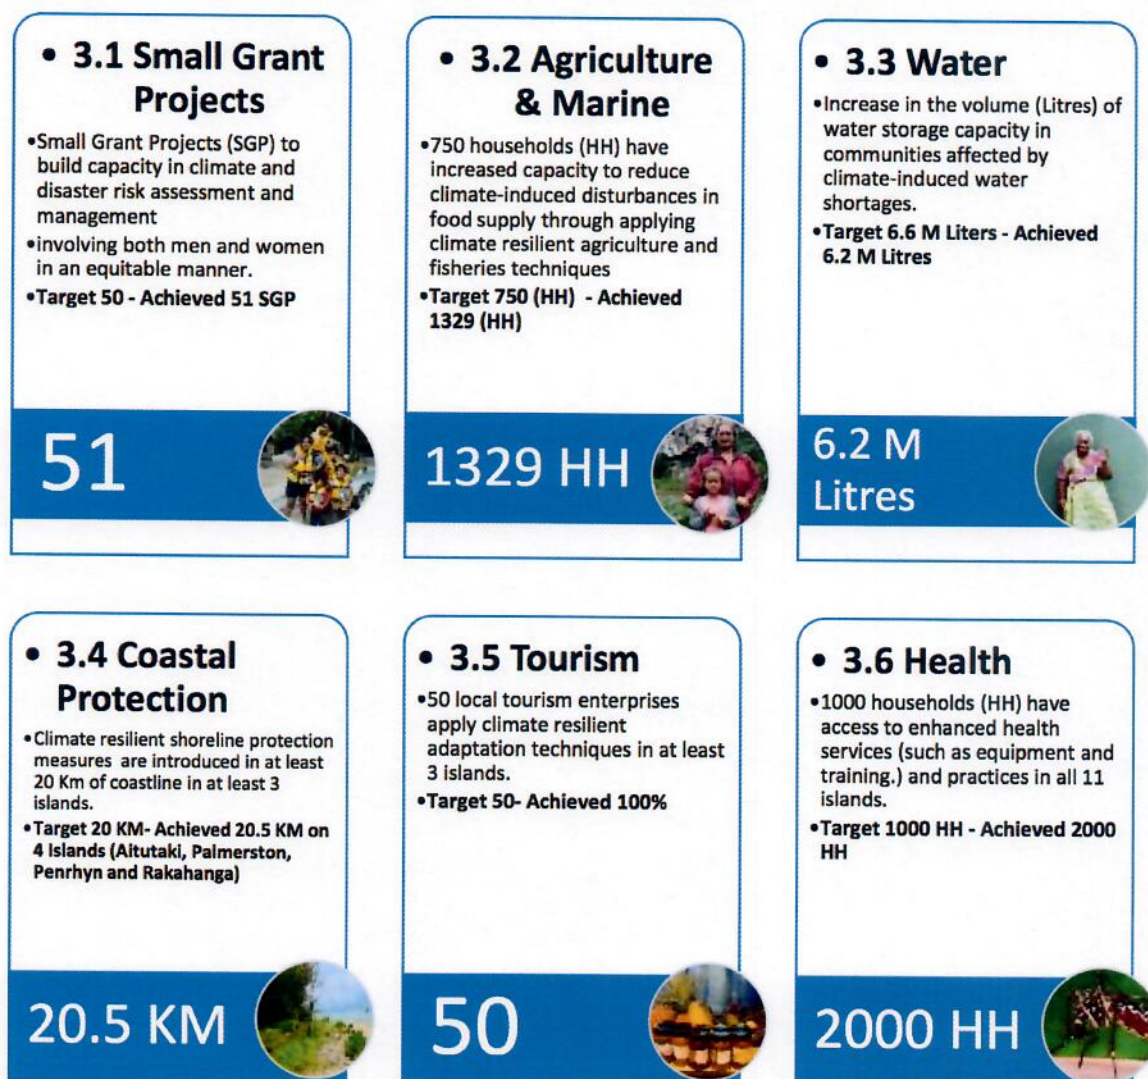 • 3.1 Small Grant
Projects
•Small Grant Projects (SGP) to
build capacity in climate and
disaster risk assessment and
management
•involving both men and women
in an equitable manner.
•Target 50 - Achieved 51 SGP
51
• 3.2 Agriculture
& Marine
•750 households (HH) have
increased capacity to reduce
climate-induced disturbances in
food supply through applying
climate resilient agriculture and
fisheries techniques
•Target 750 (HH) - Achieved
1329 (HH)
1329 HH
• 3.3 Water
•Increase in the volume (Litres) of
water storage capacity in
communities affected by
climate-induced water
shortages.
•Target 6.6 M Liters - Achieved
6.2 M Litres
6.2 M
Litres
• 3.4 Coastal
Protection
•Climate resilient shoreline protection
measures are introduced in at least
20 Km of coastline in at least 3
islands.
•Target 20 KM- Achieved 20.5 KM on
4 Islands (Aitutaki, Palmerston,
Penrhyn and Rakahanga)
20.5 KM
• 3.5 Tourism
•50 local tourism enterprises
apply climate resilient
adaptation techniques in at least
3 islands.
•Target 50- Achieved 100%
50
• 3.6 Health
•1000 households (HH) have
access to enhanced health
services (such as equipment and
training.) and practices in all 11
islands.
•Target 1000 HH - Achieved 2000
HH
2000 HH